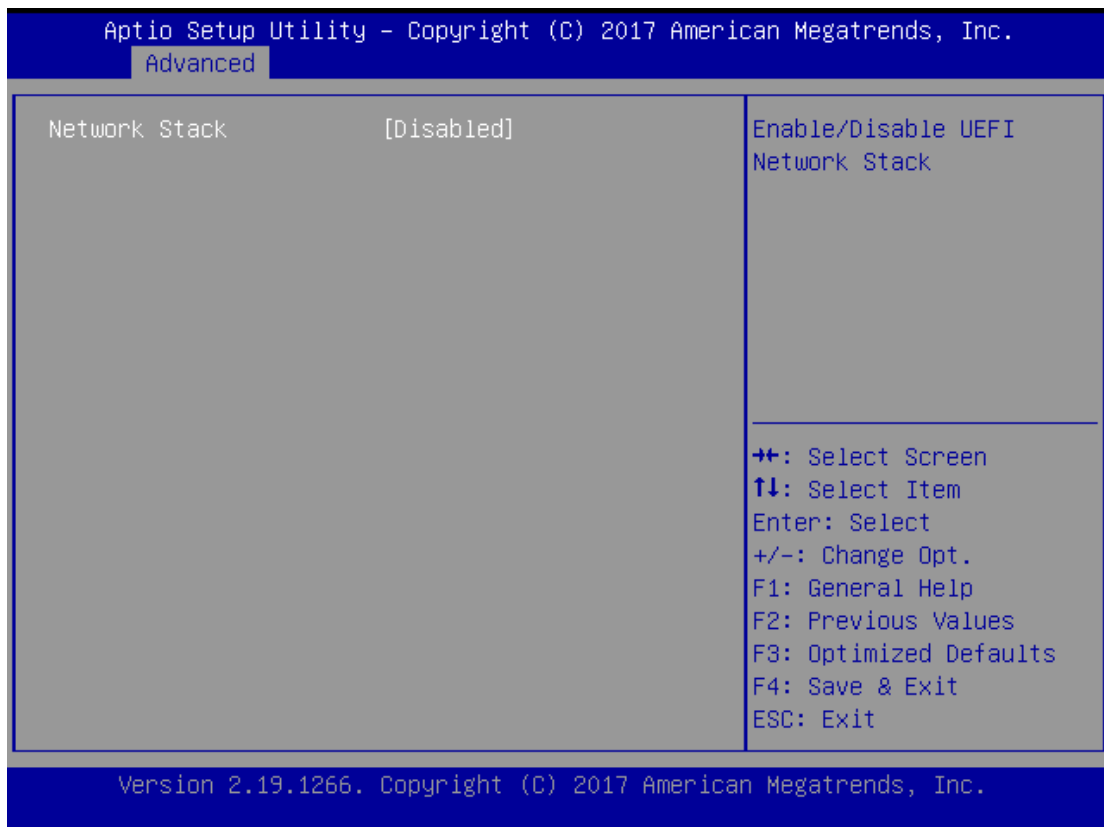 Aptio Setup Utility – Copyright (C) 2017 American Megatrends, Inc.
Advanced
Network Stack [Disabled]
Enable/Disable UEFI
Network Stack
→←: Select Screen
↑↓: Select Item
Enter: Select
+/-: Change Opt.
F1: General Help
F2: Previous Values
F3: Optimized Defaults
F4: Save & Exit
ESC: Exit
Version 2.19.1266. Copyright (C) 2017 American Megatrends, Inc.